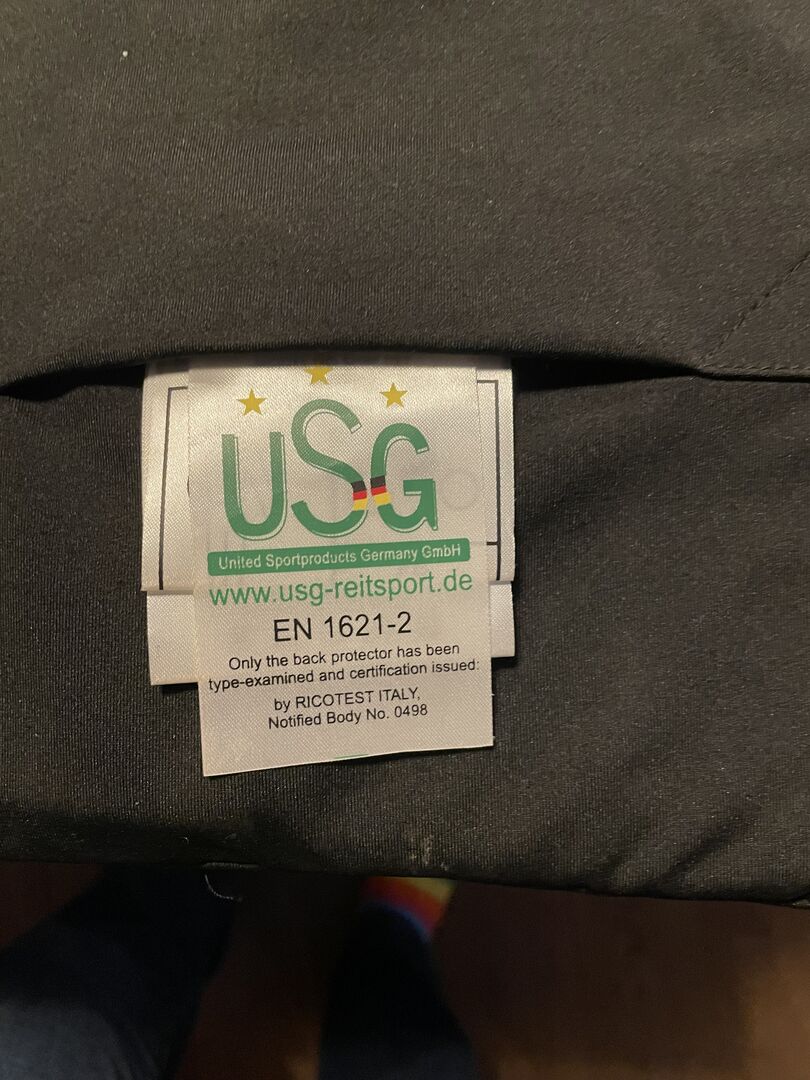 USG
United Sportproducts Germany GmbH
www.usg-reitsport.de
EN 1621-2
Only the back protector has been
type-examined and certification issued:
by RICOTEST ITALY,
Notified Body No. 0498